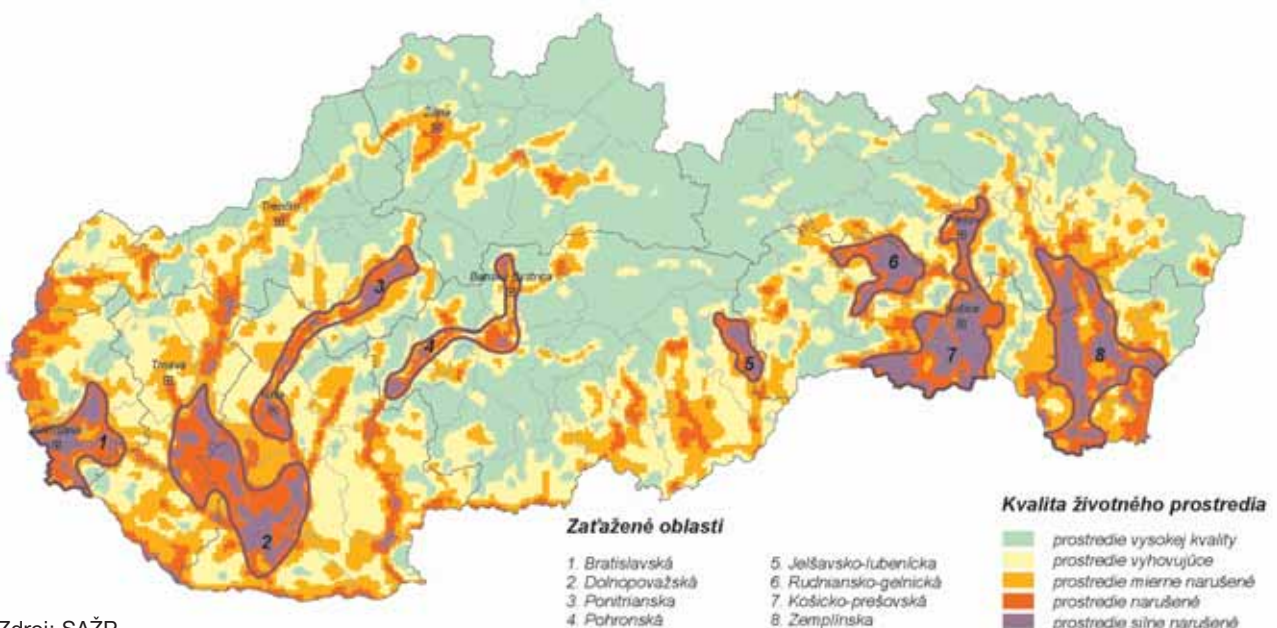 Žilina
Trenčín
Banská Bystrica
Prešov
Košice
Trnava
Nitra
1
2
3
4
5
6
7
8
Zaťažené oblasti
1. Bratislavská
2. Dolnopovažská
3. Ponitrianska
4. Pohronská
5. Jelšavsko-lubenícka
6. Rudniansko-gelnická
7. Košicko-prešovská
8. Zemplínska
Kvalita životného prostredia
prostredie vysokej kvality
prostredie vyhovujúce
prostredie mierne narušené
prostredie narušené
prostredie silne narušené
Zdroj: SAŽP